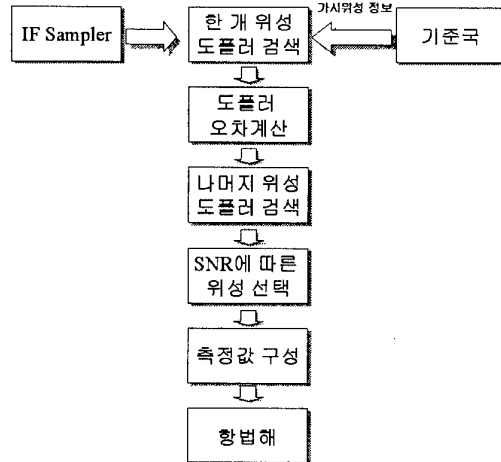 IF Sampler
한 개 위성
도플러 검색
가시위성 정보
기준국
도플러
오차계산
나머지 위성
도플러 검색
SNR에 따른
위성 선택
측정값 구성
항법해